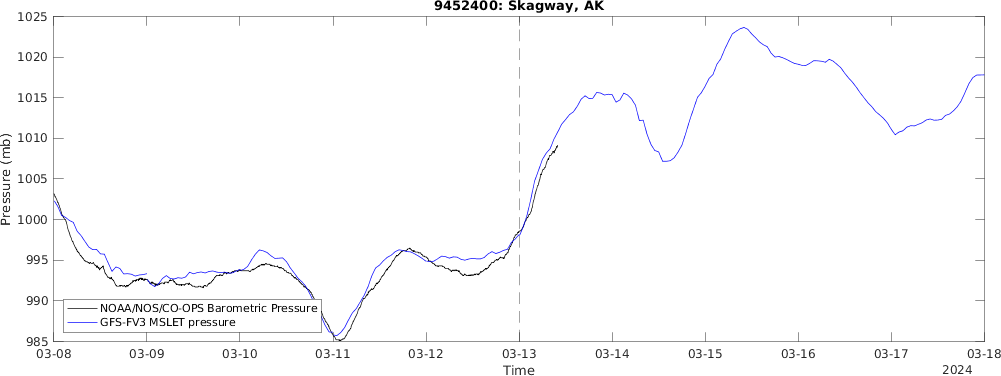 9452400: Skagway, AK
Pressure (mb)
1025
1020
1015
1010
1005
1000
995
990
985
NOAA/NOS/CO-OPS Barometric Pressure
GFS-FV3 MSLET pressure
03-08 03-09 03-10 03-11 03-12 03-13 03-14 03-15 03-16 03-17 03-18
Time
2024